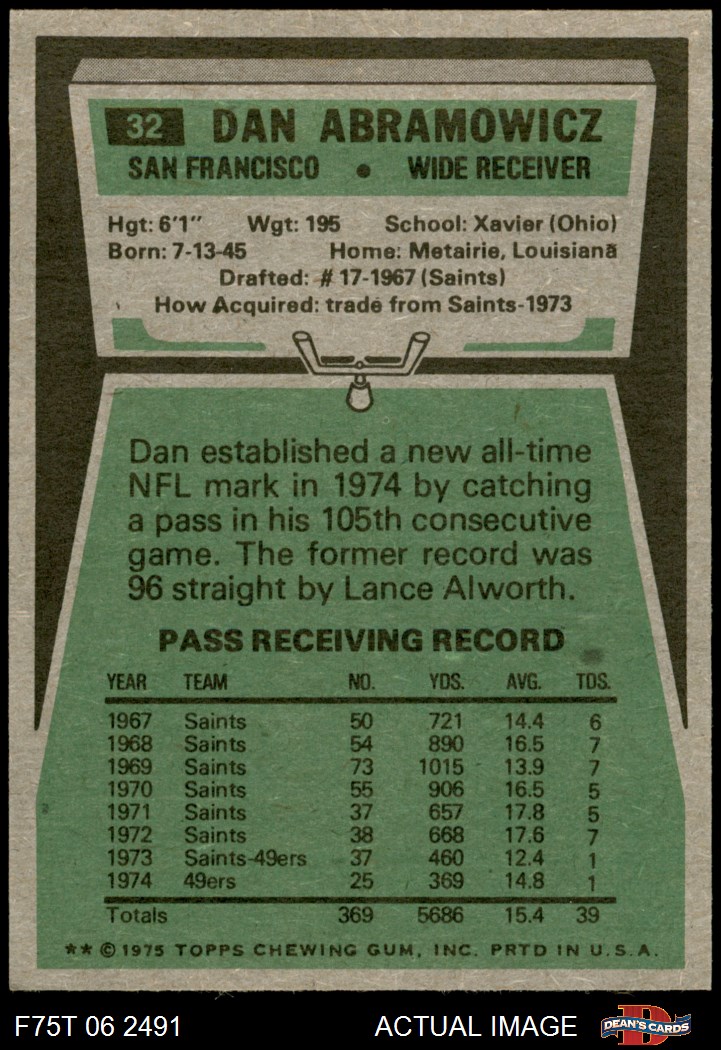 32 DAN ABRAMOWICZ
SAN FRANCISCO • WIDE RECEIVER
Hgt: 6'1" Wgt: 195 School: Xavier (Ohio)
Born: 7-13-45 Home: Metairie, Louisiana
Drafted: # 17-1967 (Saints)
How Acquired: trade from Saints-1973
Dan established a new all-time
NFL mark in 1974 by catching
a pass in his 105th consecutive
game. The former record was
96 straight by Lance Alworth.
PASS RECEIVING RECORD
YEAR TEAM NO. YDS. AVG. TDS.
1967 Saints 50 721 14.4 6
1968 Saints 54 890 16.5 7
1969 Saints 73 1015 13.9 7
1970 Saints 55 906 16.5 5
1971 Saints 37 657 17.8 5
1972 Saints 38 668 17.6 7
1973 Saints-49ers 37 460 12.4 1
1974 49ers 25 369 14.8 1
Totals 369 5686 15.4 39
** © 1975 TOPPS CHEWING GUM, INC. PRTD IN U.S.A.
F75T 06 2491 ACTUAL IMAGE D DEAN'S CARDS